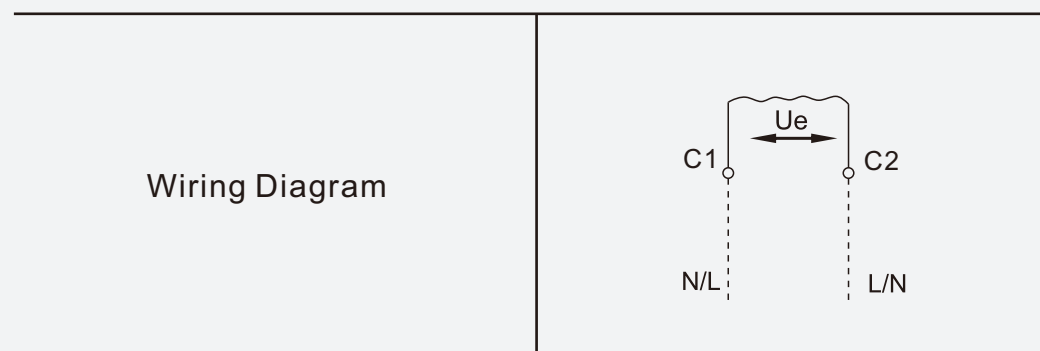 Wiring Diagram
Ue
C1
C2
N/L
L/N